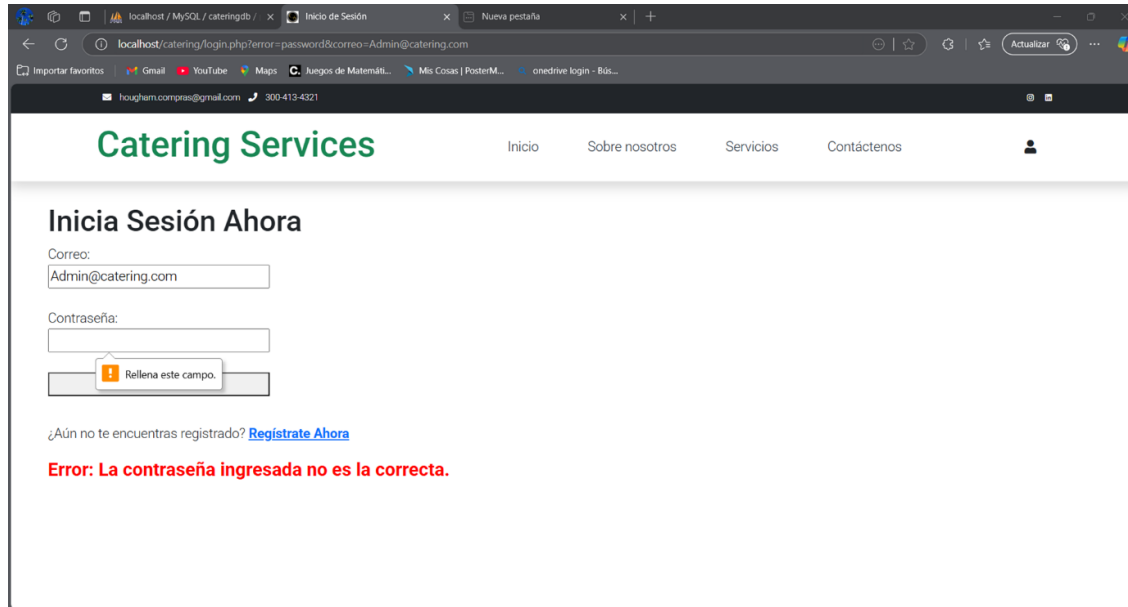 localhost / MySQL / cateringdb /
Inicio de Sesión
Nueva pestaña
localhost/catering/login.php?error=password&correo=Admin@catering.com
Actualizar
Importar favoritos
Gmail
YouTube
Maps
Juegos de Matemáti...
Mis Cosas | PosterM...
onedrive login - Bús...
hougham.compras@gmail.com 300-413-4321
Catering Services
Inicio
Sobre nosotros
Servicios
Contáctenos
Inicia Sesión Ahora
Correo:
Admin@catering.com
Contraseña:
Rellena este campo.
¿Aún no te encuentras registrado? Regístrate Ahora
Error: La contraseña ingresada no es la correcta.